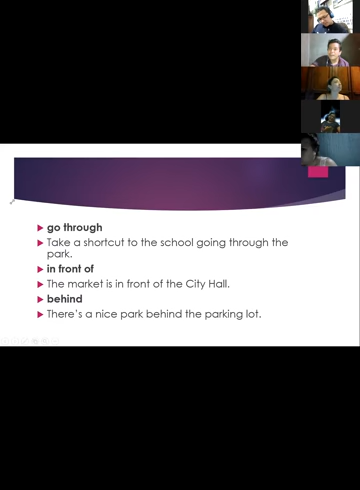 go through
Take a shortcut to the school going through the
park.
in front of
The market is in front of the City Hall.
behind
There's a nice park behind the parking lot.